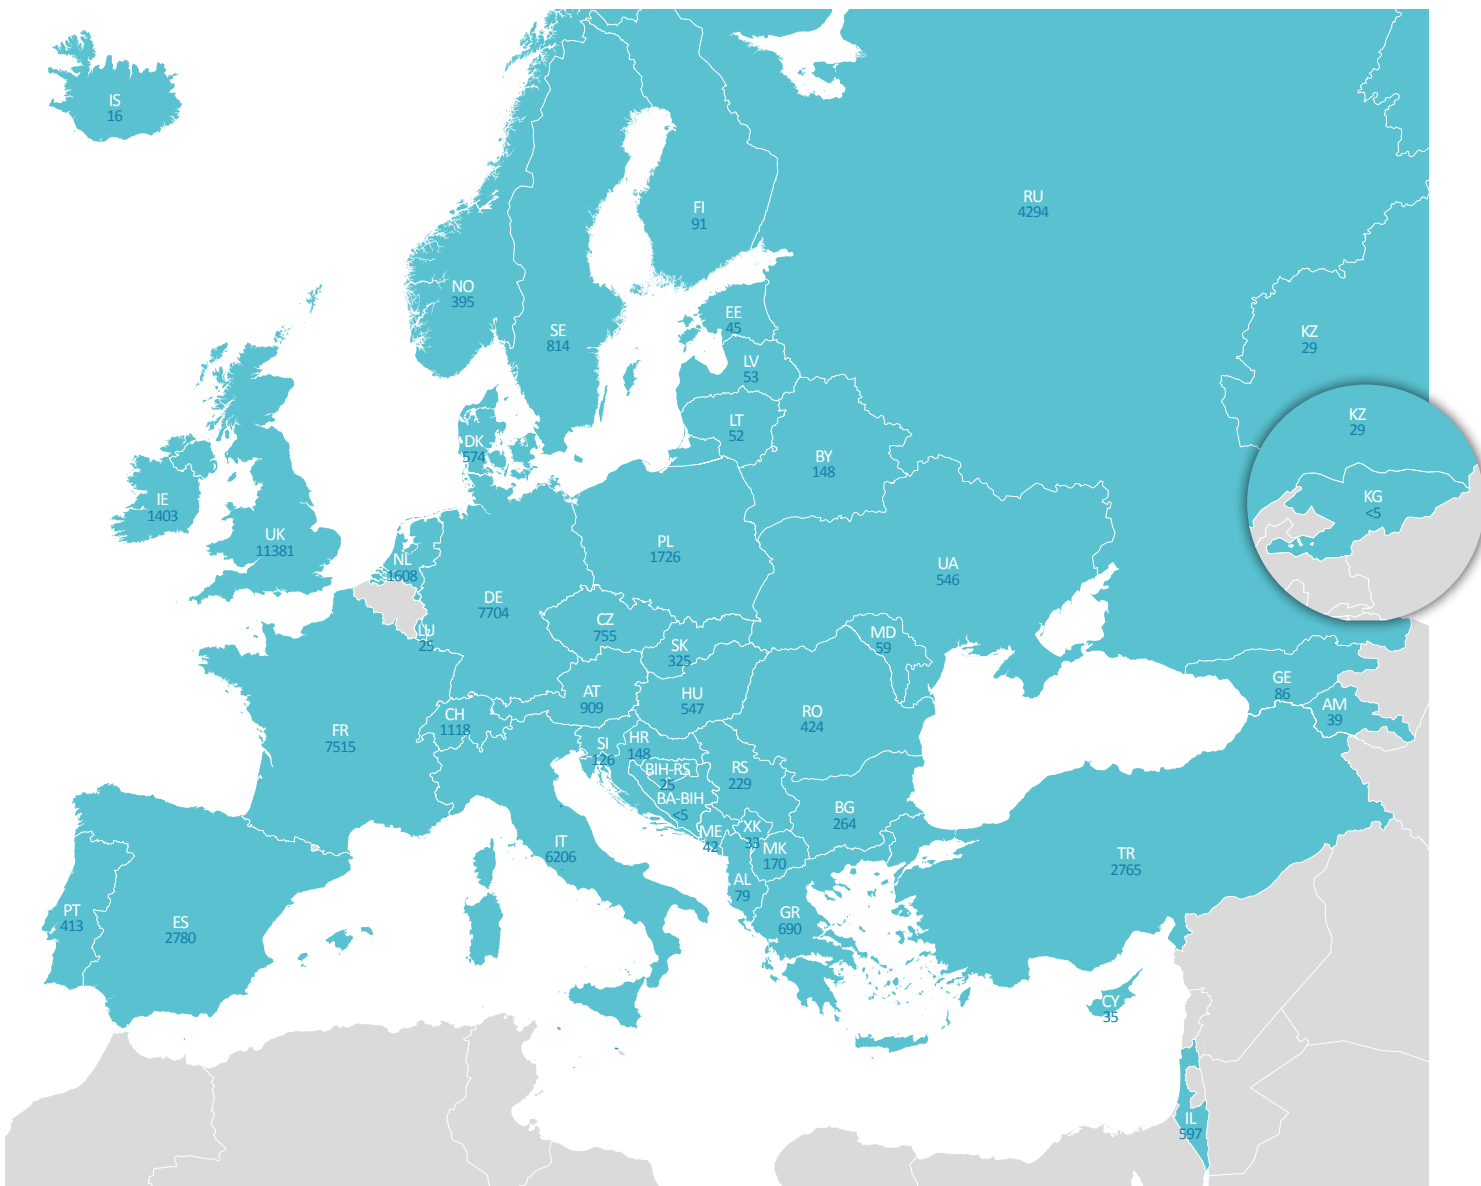 IS
16
FI
91
RU
4294
NO
395
SE
814
EE
45
KZ
29
LV
53
LT
52
KZ
29
DK
574
BY
148
KG
<5
IE
1403
UK
11381
PL
1726
NL
1608
UA
546
DE
7704
CZ
755
LU
25
MD
59
SK
325
GE
86
AT
909
HU
547
AM
39
CH
1118
RO
424
FR
7515
SI
126
HR
148
BIH-RS
25
RS
229
BA-BIH
<5
BG
264
ME
42
XK
33
MK
170
IT
6206
TR
2765
AL
79
PT
413
ES
2780
GR
690
CY
35
IL
597